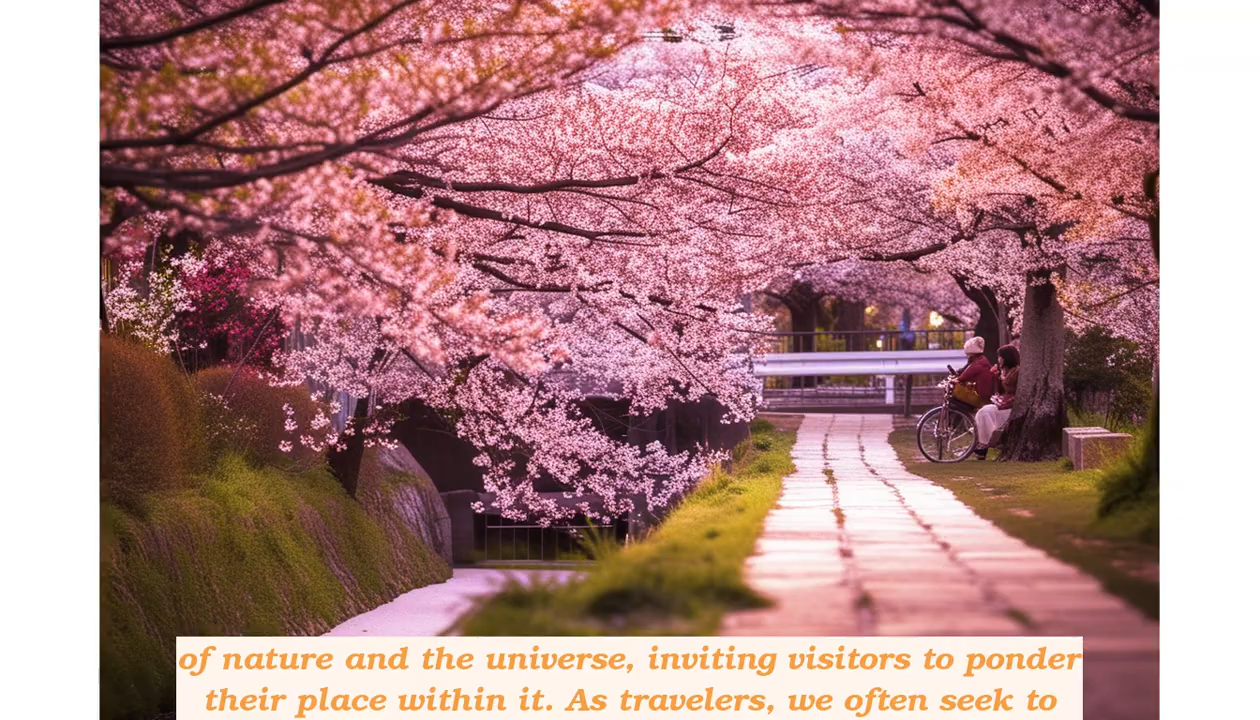 of nature and the universe, inviting visitors to ponder
their place within it. As travelers, we often seek to